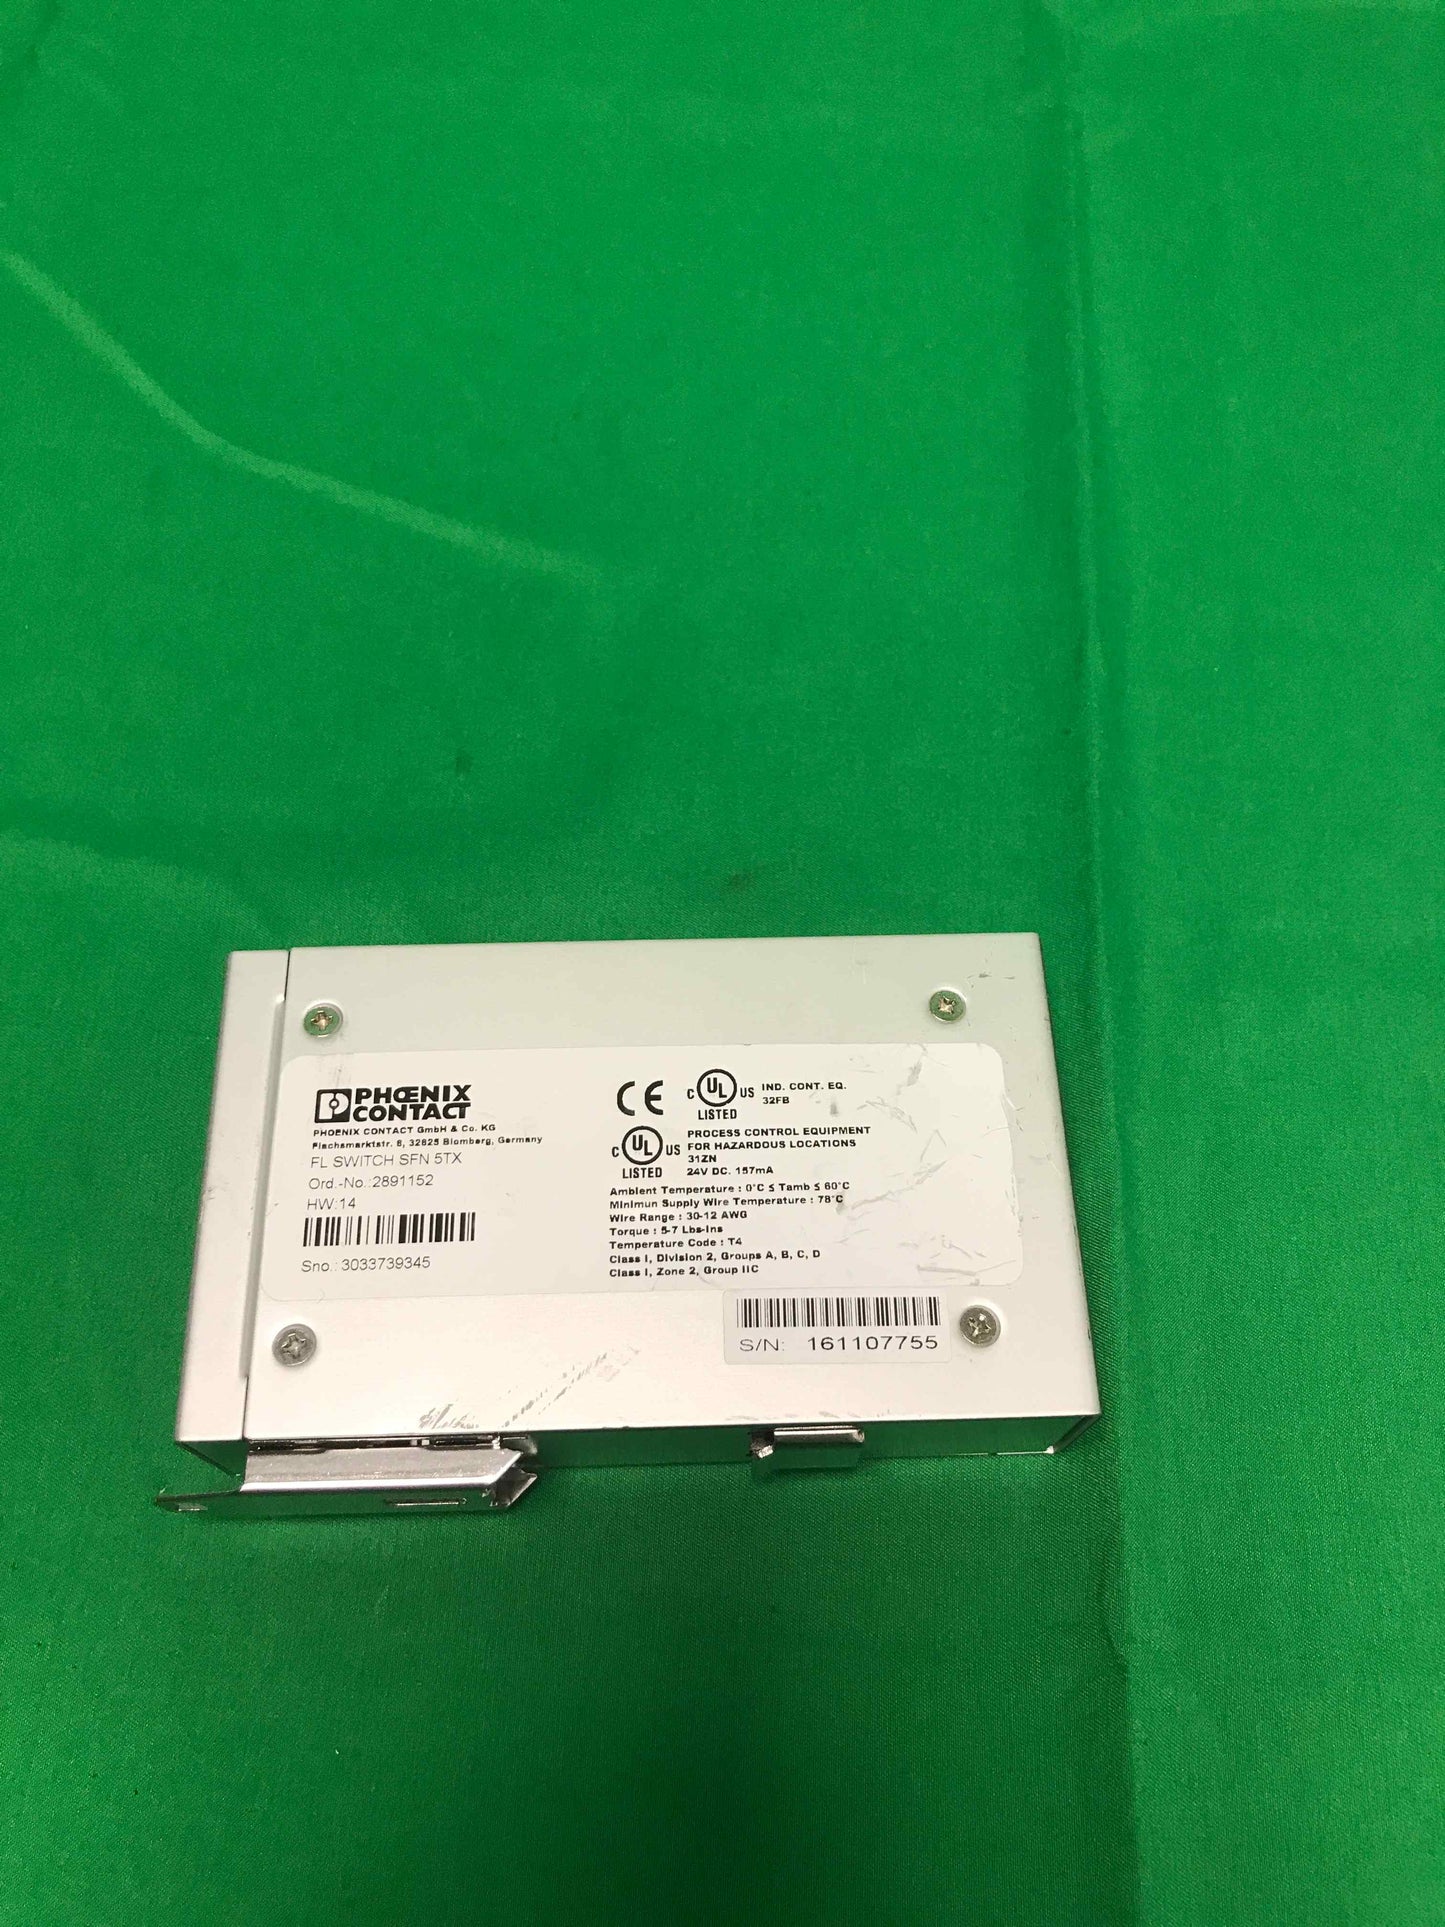 PHŒNIX
CONTACT
PHOENIX CONTACT GmbH & Co. KG
Flachsmarktstr. 8, 32825 Blomberg, Germany
FL SWITCH SFN 5TX
Ord.-No.:2891152
HW:14
Sno.: 3033739345
CE
C UL US
LISTED
IND. CONT. EQ.
32FB
C UL US
LISTED
PROCESS CONTROL EQUIPMENT
FOR HAZARDOUS LOCATIONS
31ZN
24V DC. 157mA
Ambient Temperature : 0°C ≤ Tamb ≤ 60°C
Minimun Supply Wire Temperature : 78°C
Wire Range : 30-12 AWG
Torque : 5-7 Lbs-Ins
Temperature Code : T4
Class I, Division 2, Groups A, B, C, D
Class I, Zone 2, Group IIC
S/N: 161107755